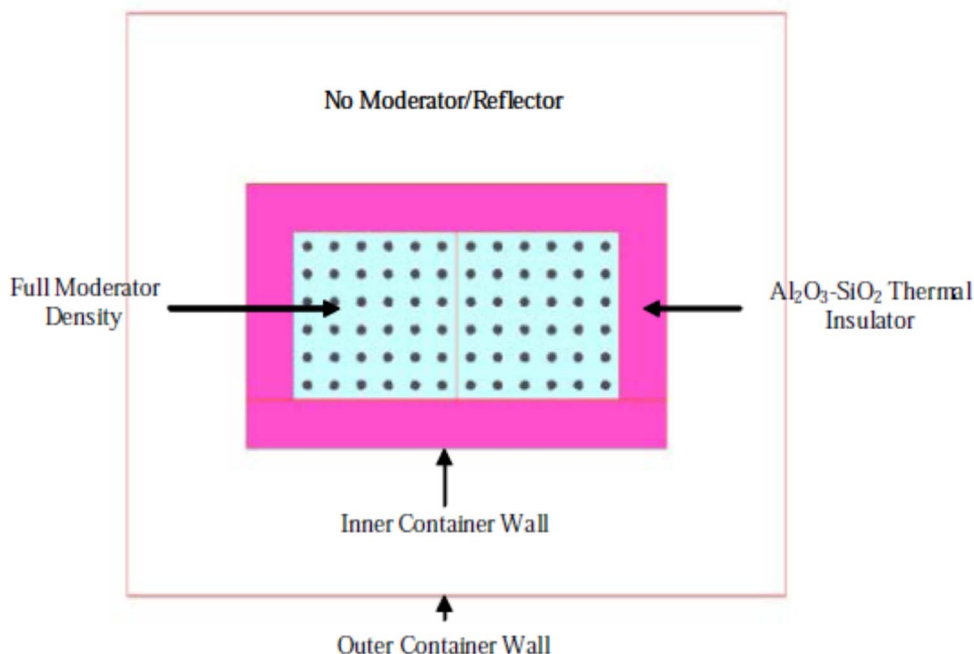 No Moderator/Reflector
Full Moderator
Density
Al₂O₃-SiO₂ Thermal
Insulator
Inner Container Wall
Outer Container Wall